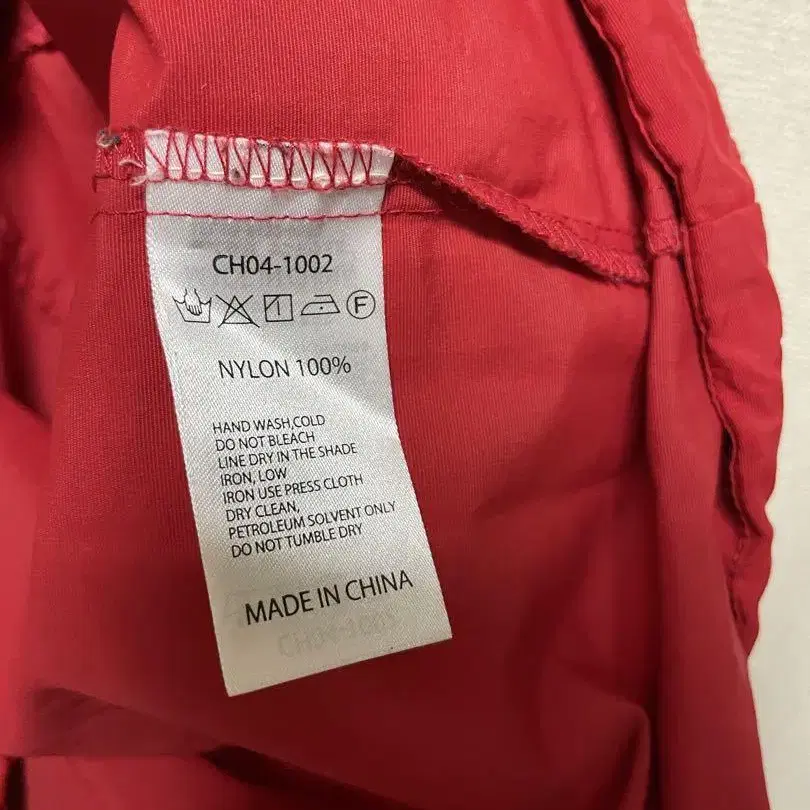 CH04-1002
F
NYLON 100%
HAND WASH,COLD
DO NOT BLEACH
LINE DRY IN THE SHADE
IRON, LOW
IRON USE PRESS CLOTH
DRY CLEAN,
PETROLEUM SOLVENT ONLY
DO NOT TUMBLE DRY
MADE IN CHINA